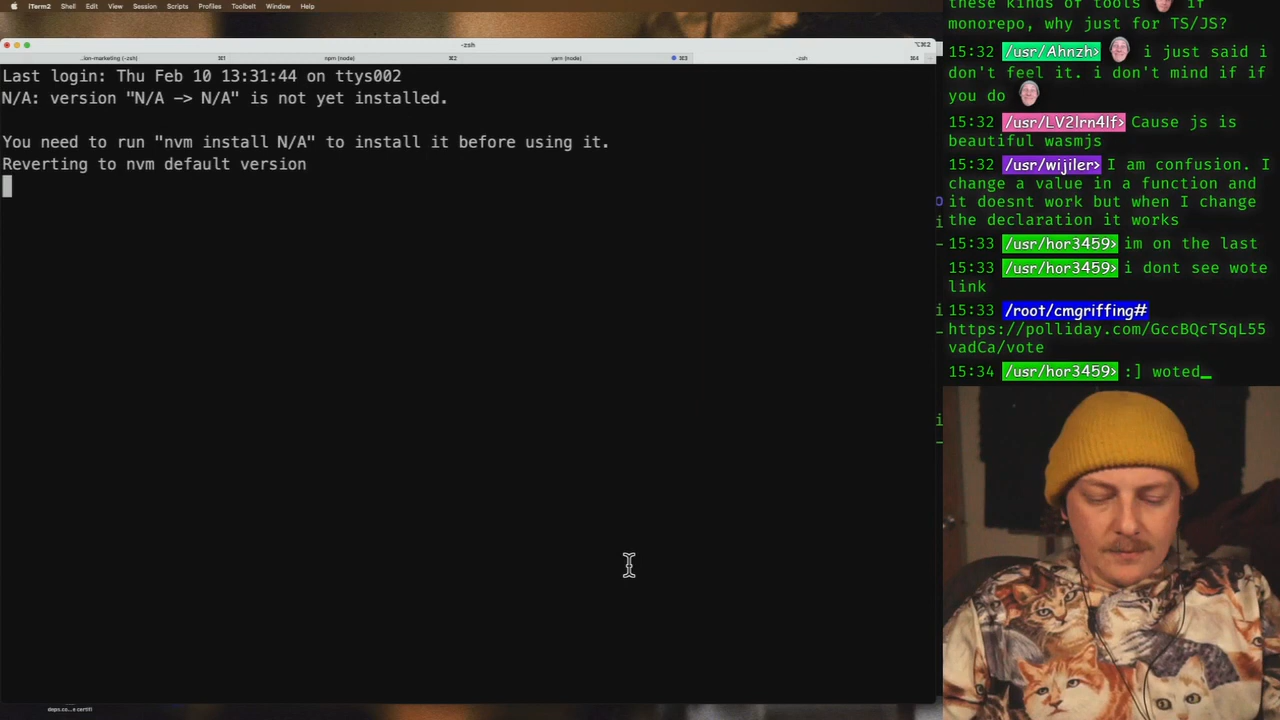 iTerm2 Shell Edit View Session Scripts Profiles Toolbelt Window Help
-zsh
⌥⌘2
...ion-marketing (-zsh) ⌘1 npm (node) ⌘2 yarn (node) ⌘3 -zsh ⌘4
Last login: Thu Feb 10 13:31:44 on ttys002
N/A: version "N/A -> N/A" is not yet installed.
You need to run "nvm install N/A" to install it before using it.
Reverting to nvm default version
these kinds of tools if
monorepo, why just for TS/JS?
15:32 /usr/Ahnzh> i just said i
don't feel it. i don't mind if if
you do
15:32 /usr/LV2lrn4lf> Cause js is
beautiful wasmjs
15:32 /usr/wijiler> I am confusion. I
change a value in a function and
it doesnt work but when I change
the declaration it works
15:33 /usr/hor3459> im on the last
15:33 /usr/hor3459> i dont see wote
link
15:33 /root/cmgriffing#
https://polliday.com/GccBQcTSqL55
vadCa/vote
15:34 /usr/hor3459> :] woted_
deps.co...e certifi